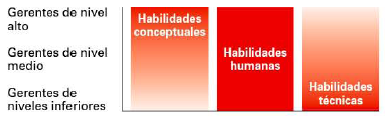 Gerentes de nivel
alto
Gerentes de nivel
medio
Gerentes de
niveles inferiores
Habilidades
conceptuales
Habilidades
humanas
Habilidades
técnicas